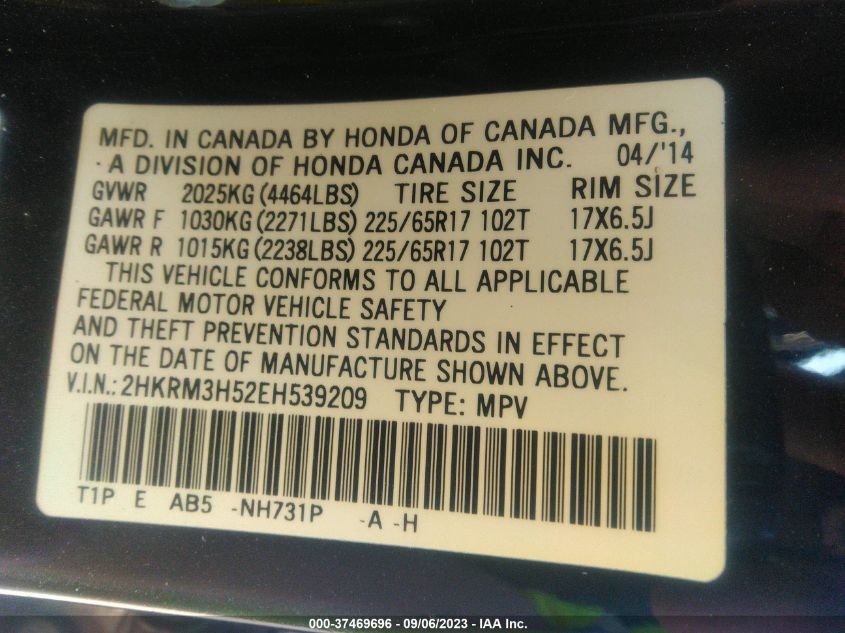 MFD. IN CANADA BY HONDA OF CANADA MFG.,
A DIVISION OF HONDA CANADA INC. 04/'14
GVWR 2025KG (4464LBS) TIRE SIZE RIM SIZE
GAWR F 1030KG (2271LBS) 225/65R17 102T 17X6.5J
GAWR R 1015KG (2238LBS) 225/65R17 102T 17X6.5J
THIS VEHICLE CONFORMS TO ALL APPLICABLE
FEDERAL MOTOR VEHICLE SAFETY
AND THEFT PREVENTION STANDARDS IN EFFECT
ON THE DATE OF MANUFACTURE SHOWN ABOVE.
V.I.N.: 2HKRM3H52EH539209 TYPE: MPV
T1P E AB5 -NH731P -A -H
000-37469696 - 09/06/2023 - IAA Inc.